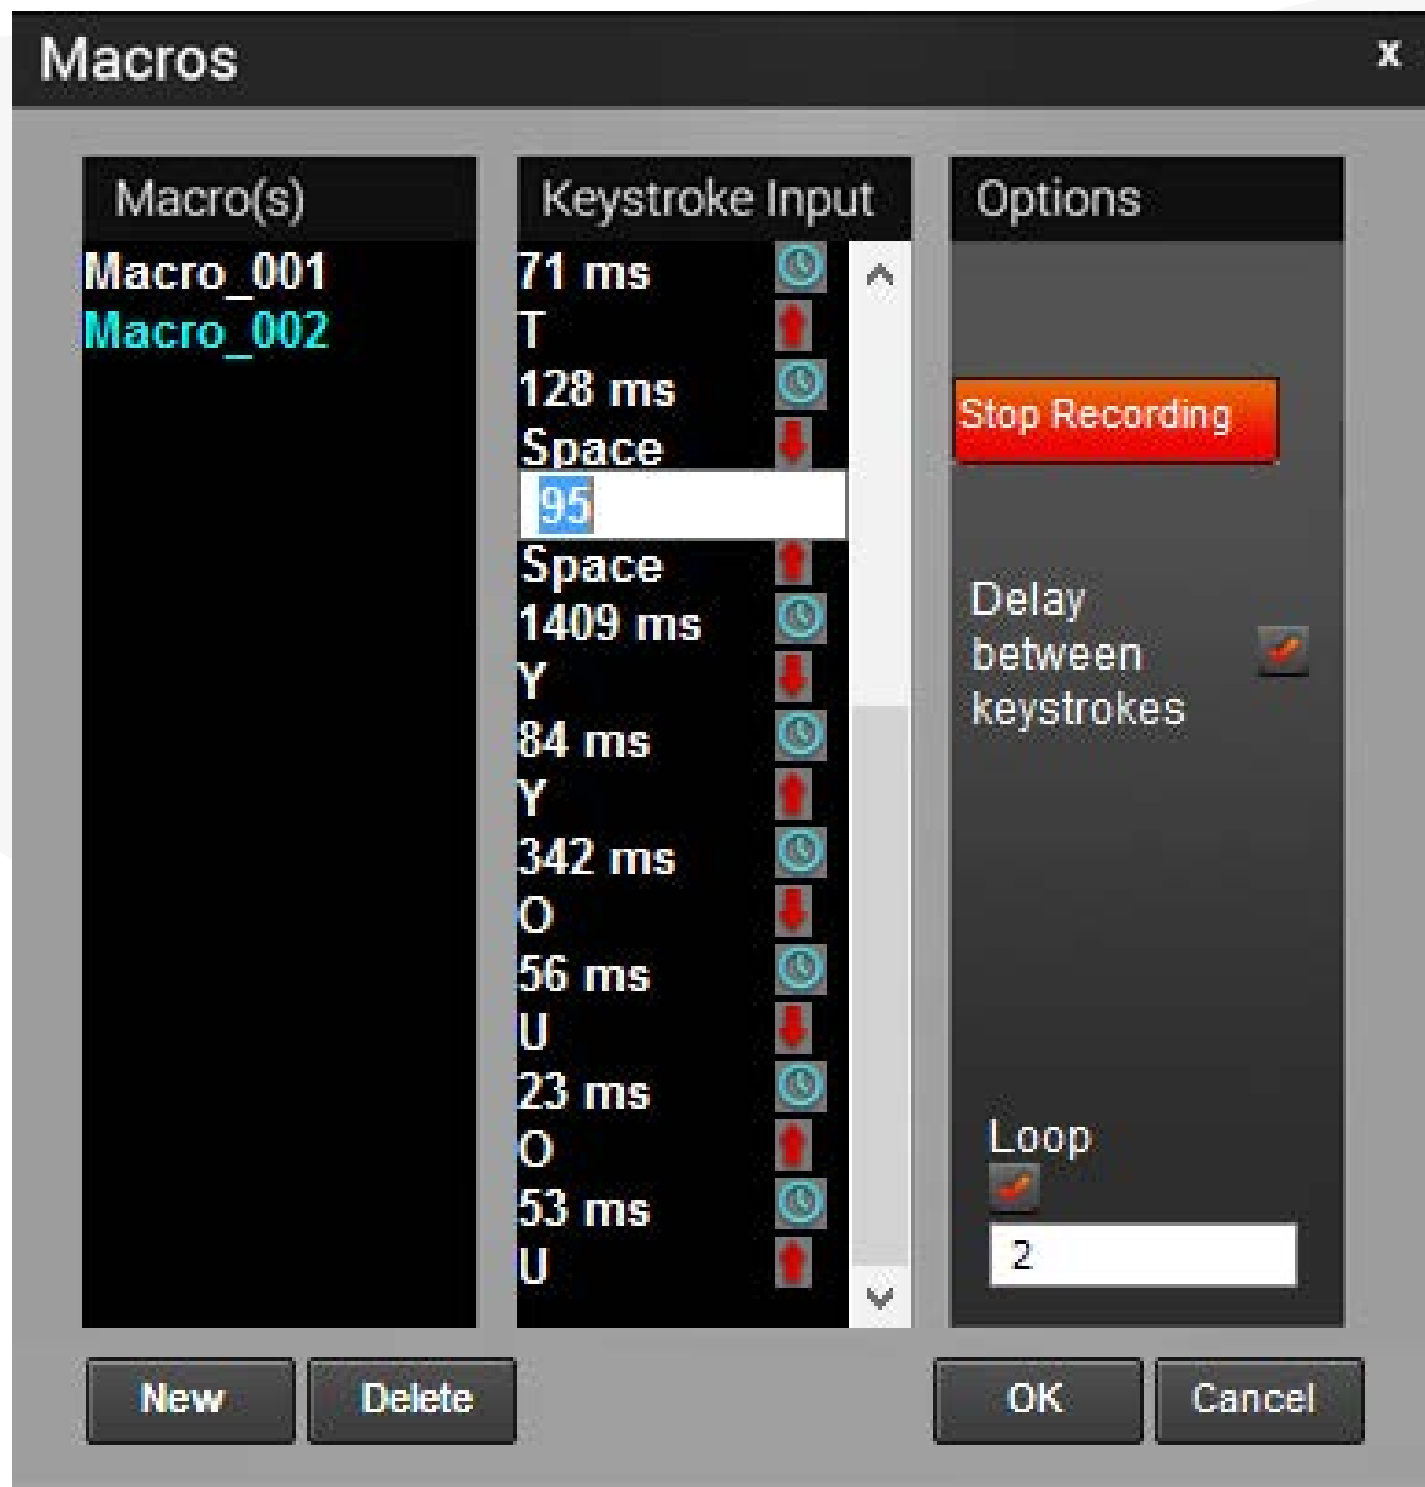 Macros
x
Macro(s)
Macro_001
Macro_002
Keystroke Input
71 ms
T
128 ms
Space
95
Space
1409 ms
Y
84 ms
Y
342 ms
O
56 ms
U
23 ms
O
53 ms
U
Options
Stop Recording
Delay
between
keystrokes
Loop
2
New
Delete
OK
Cancel